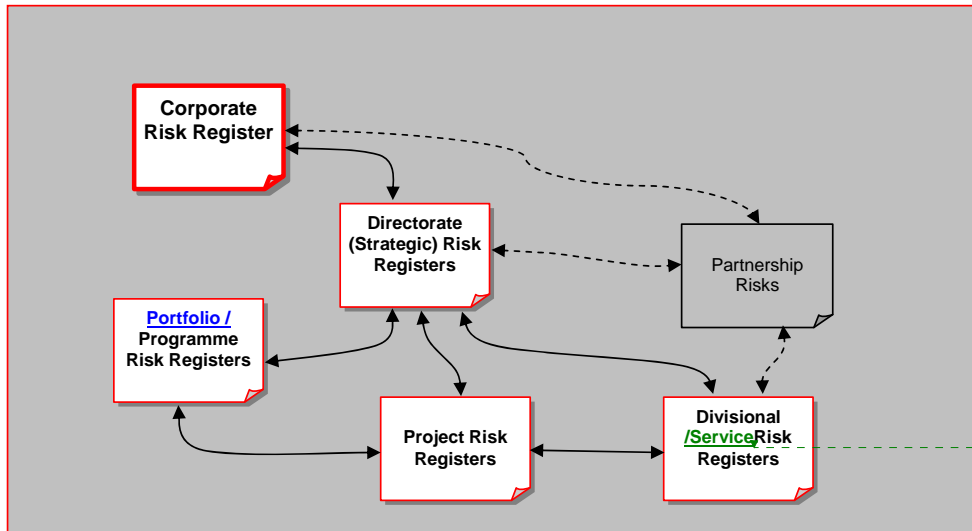 Corporate
Risk Register
Directorate
(Strategic) Risk
Registers
Partnership
Risks
Portfolio /
Programme
Risk Registers
Project Risk
Registers
Divisional
/ServiceRisk
Registers